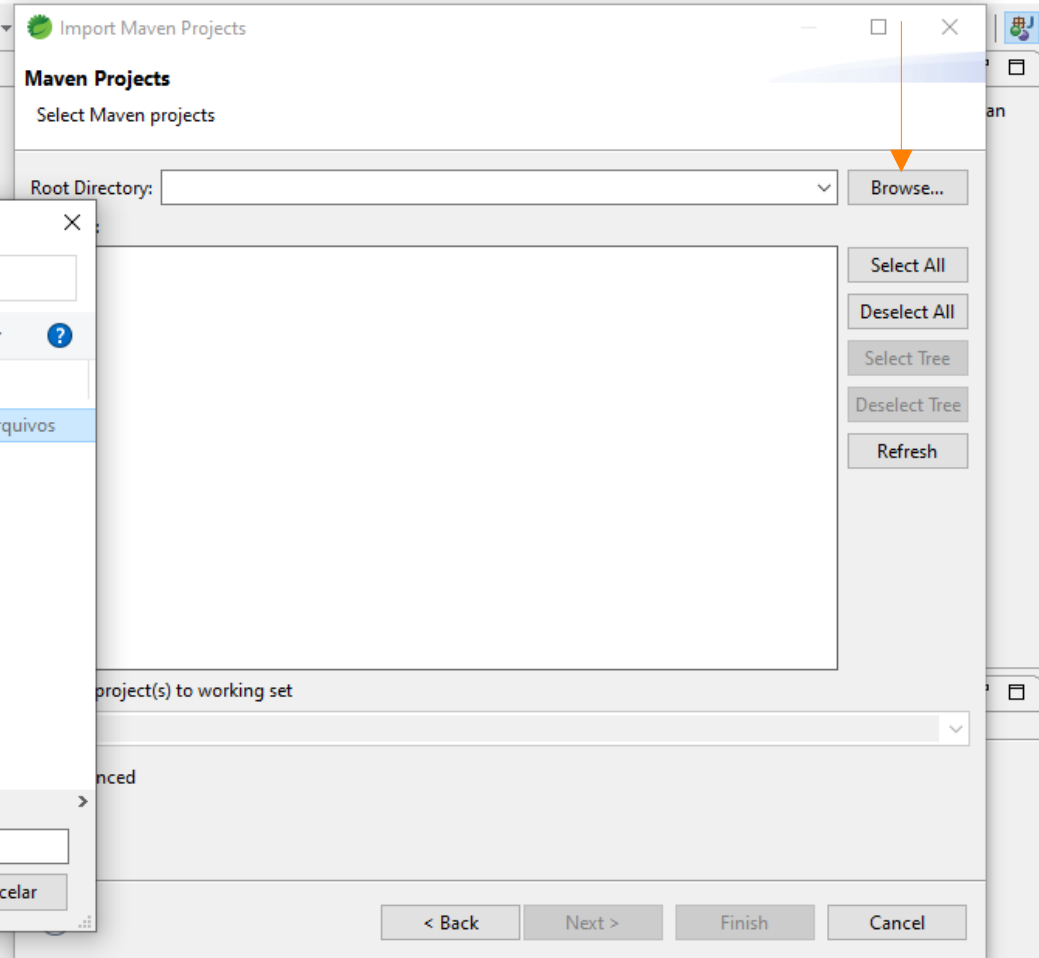 Import Maven Projects
Maven Projects
Select Maven projects
an
Root Directory:
Browse...
:
Select All
?
Deselect All
Select Tree
Deselect Tree
rquivos
Refresh
project(s) to working set
nced
celar
< Back
Next >
Finish
Cancel